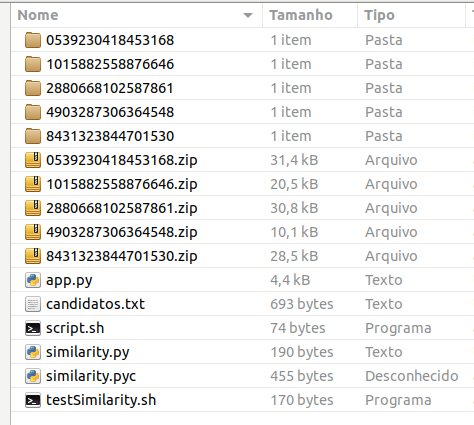 Nome Tamanho Tipo
0539230418453168 1 item Pasta
1015882558876646 1 item Pasta
2880668102587861 1 item Pasta
4903287306364548 1 item Pasta
8431323844701530 1 item Pasta
0539230418453168.zip 31,4 kB Arquivo
1015882558876646.zip 20,5 kB Arquivo
2880668102587861.zip 30,8 kB Arquivo
4903287306364548.zip 10,1 kB Arquivo
8431323844701530.zip 28,5 kB Arquivo
app.py 4,4 kB Texto
candidatos.txt 693 bytes Texto
script.sh 74 bytes Programa
similarity.py 190 bytes Texto
similarity.pyc 455 bytes Desconhecido
testSimilarity.sh 170 bytes Programa